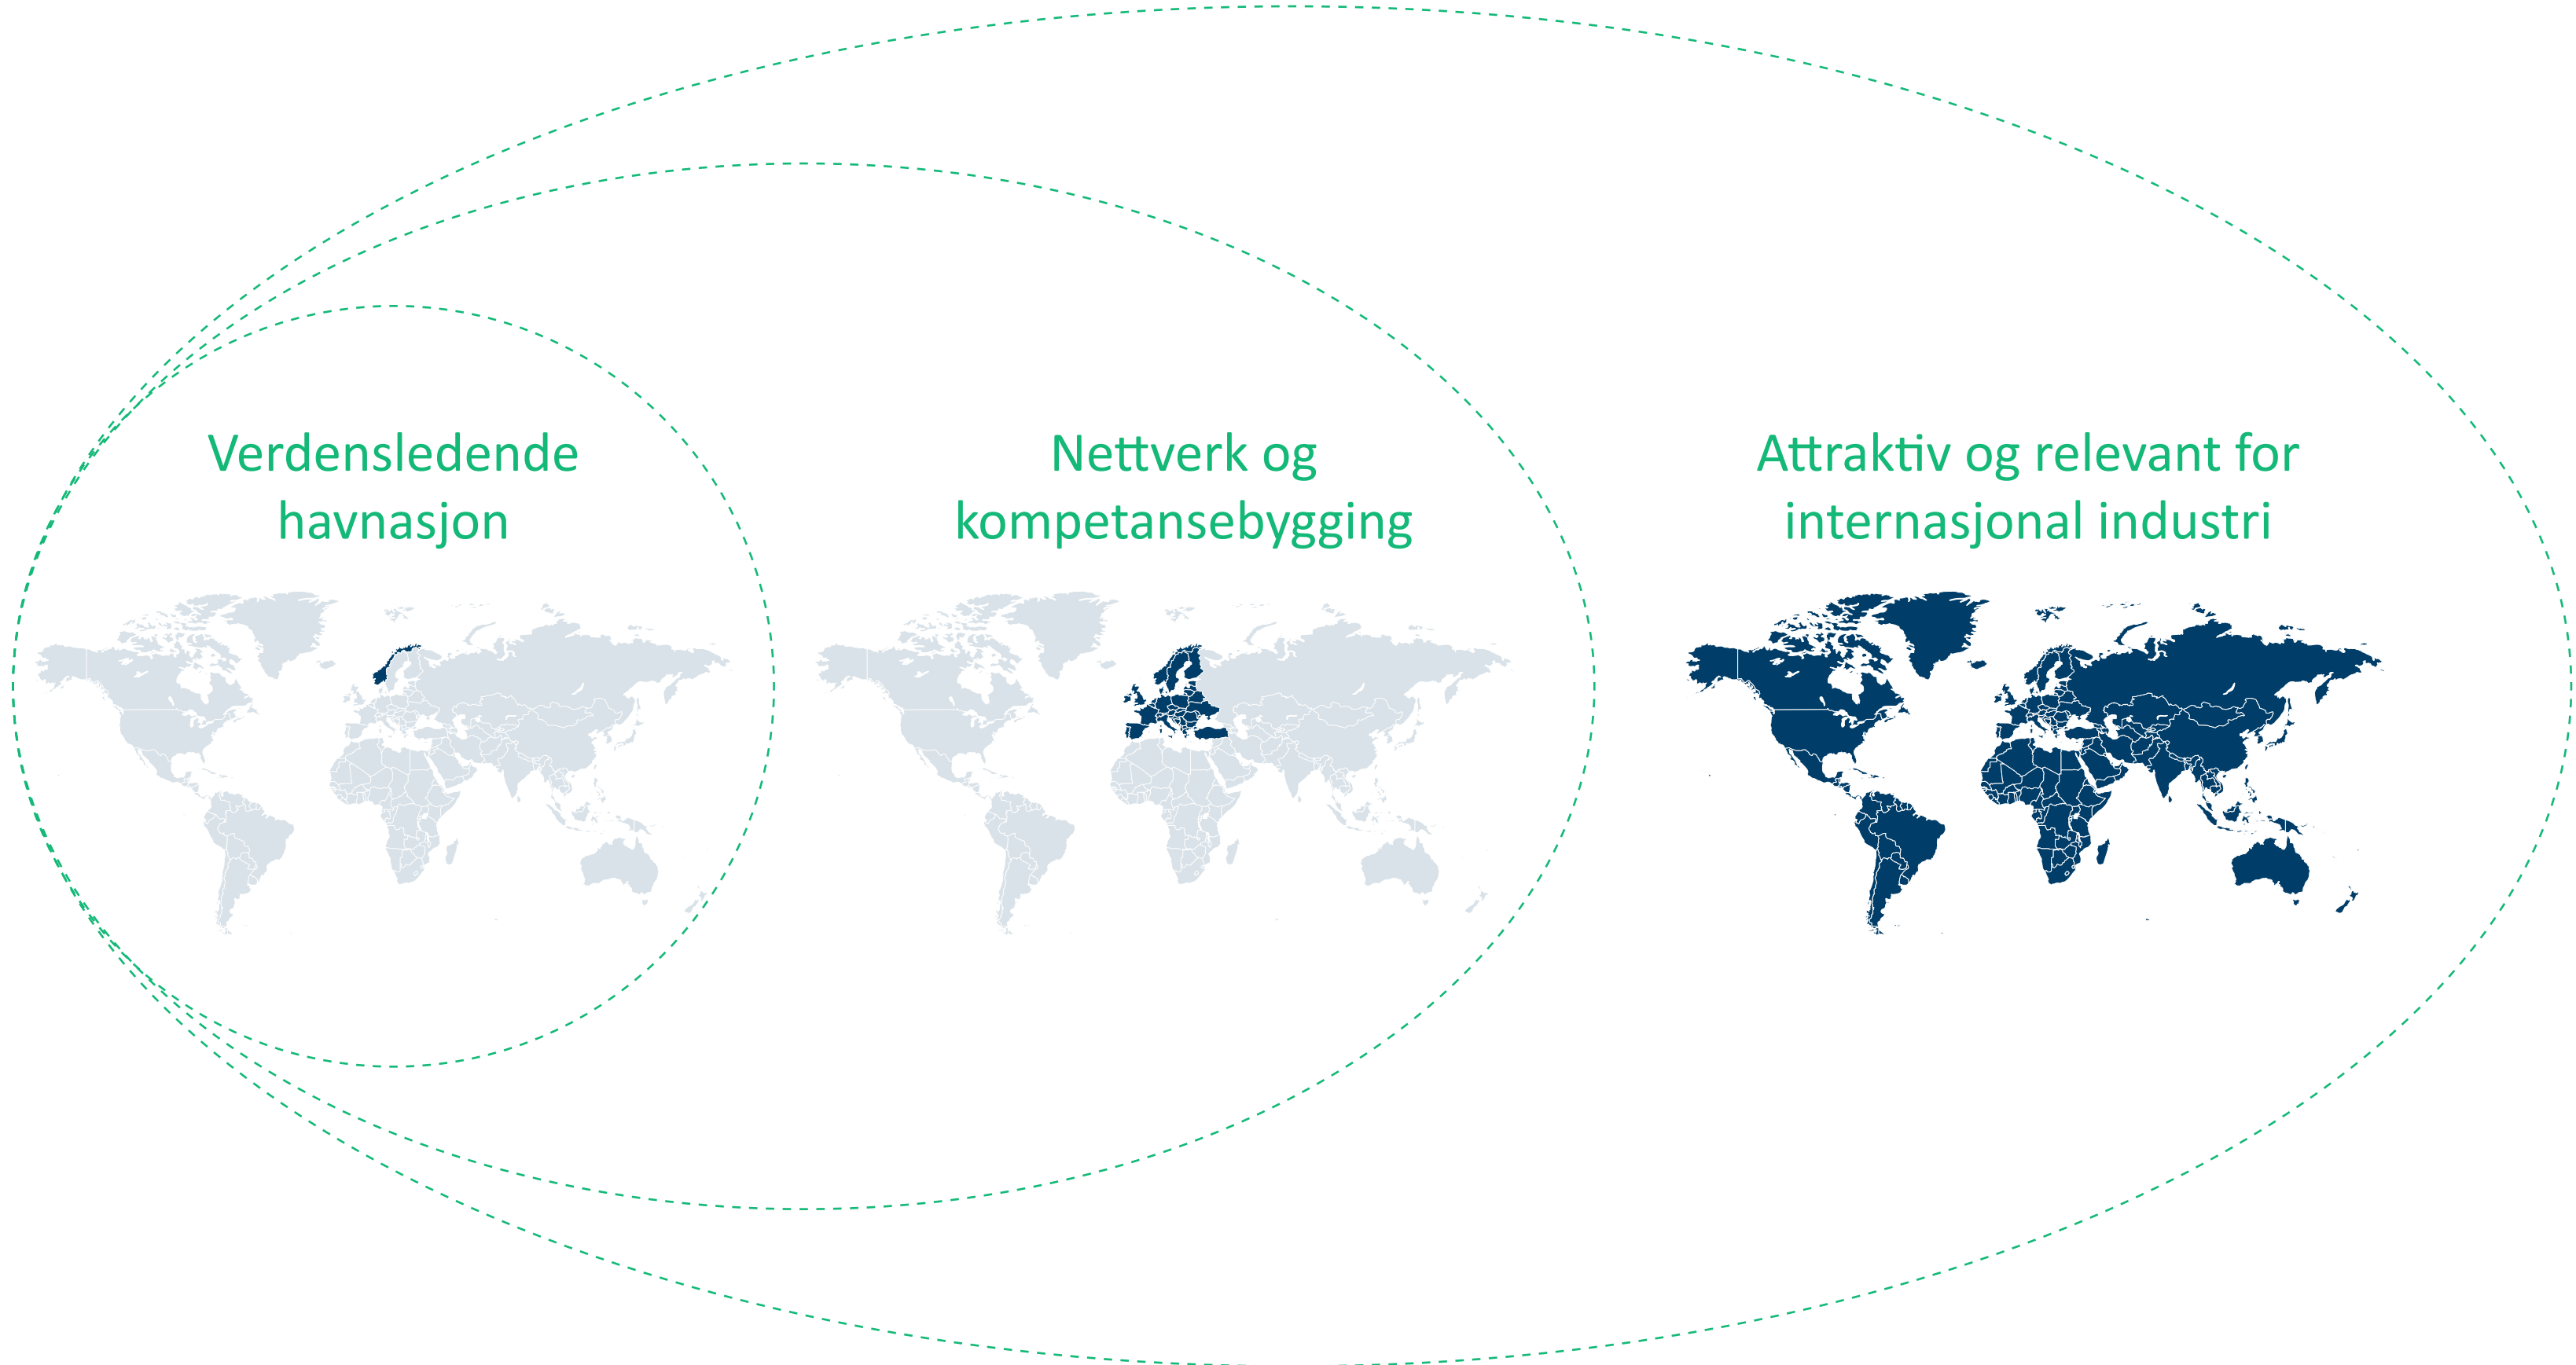 Verdensledende
havnasjon
Nettverk og
kompetansebygging
Attraktiv og relevant for
internasjonal industri